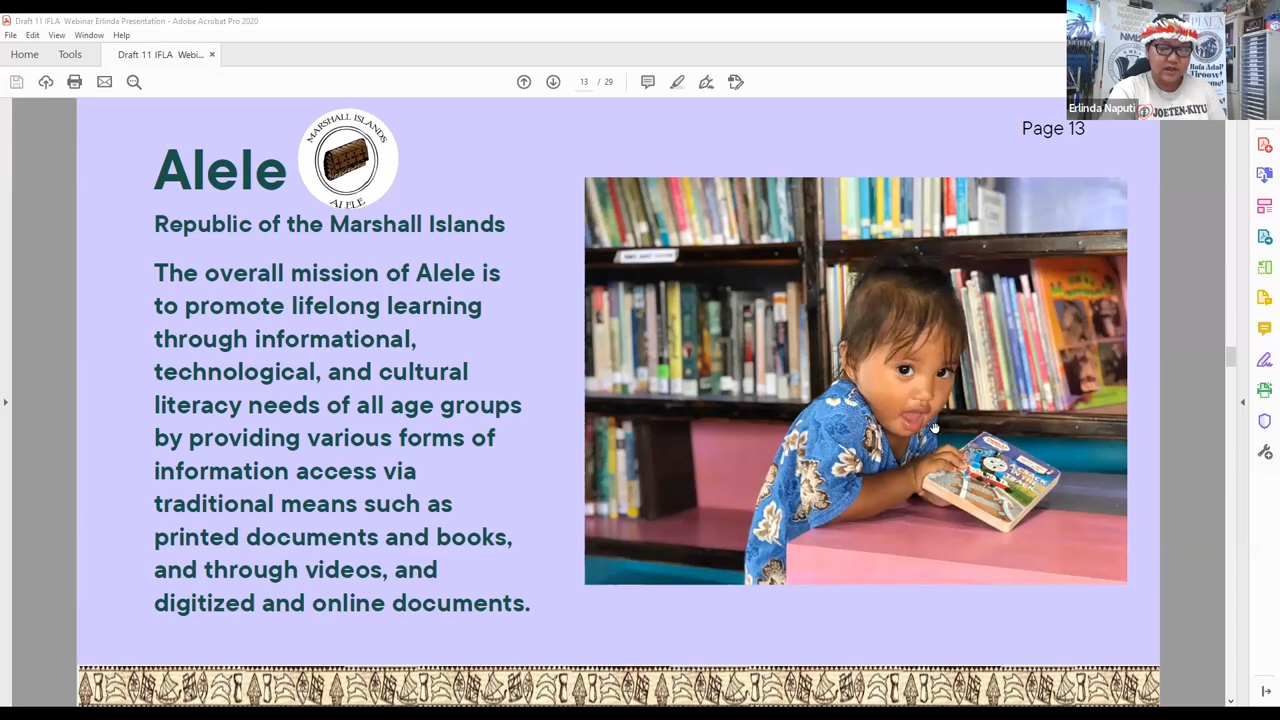 Draft 11 IFLA Webinar Erlinda Presentation - Adobe Acrobat Pro 2020
File Edit View Window Help
Home Tools Draft 11 IFLA Webi... ×
13 / 29
Erlinda Naputi
JOETEN-KIYU
Page 13
Alele
MARSHALL ISLANDS
ALELE
Republic of the Marshall Islands
The overall mission of Alele is
to promote lifelong learning
through informational,
technological, and cultural
literacy needs of all age groups
by providing various forms of
information access via
traditional means such as
printed documents and books,
and through videos, and
digitized and online documents.